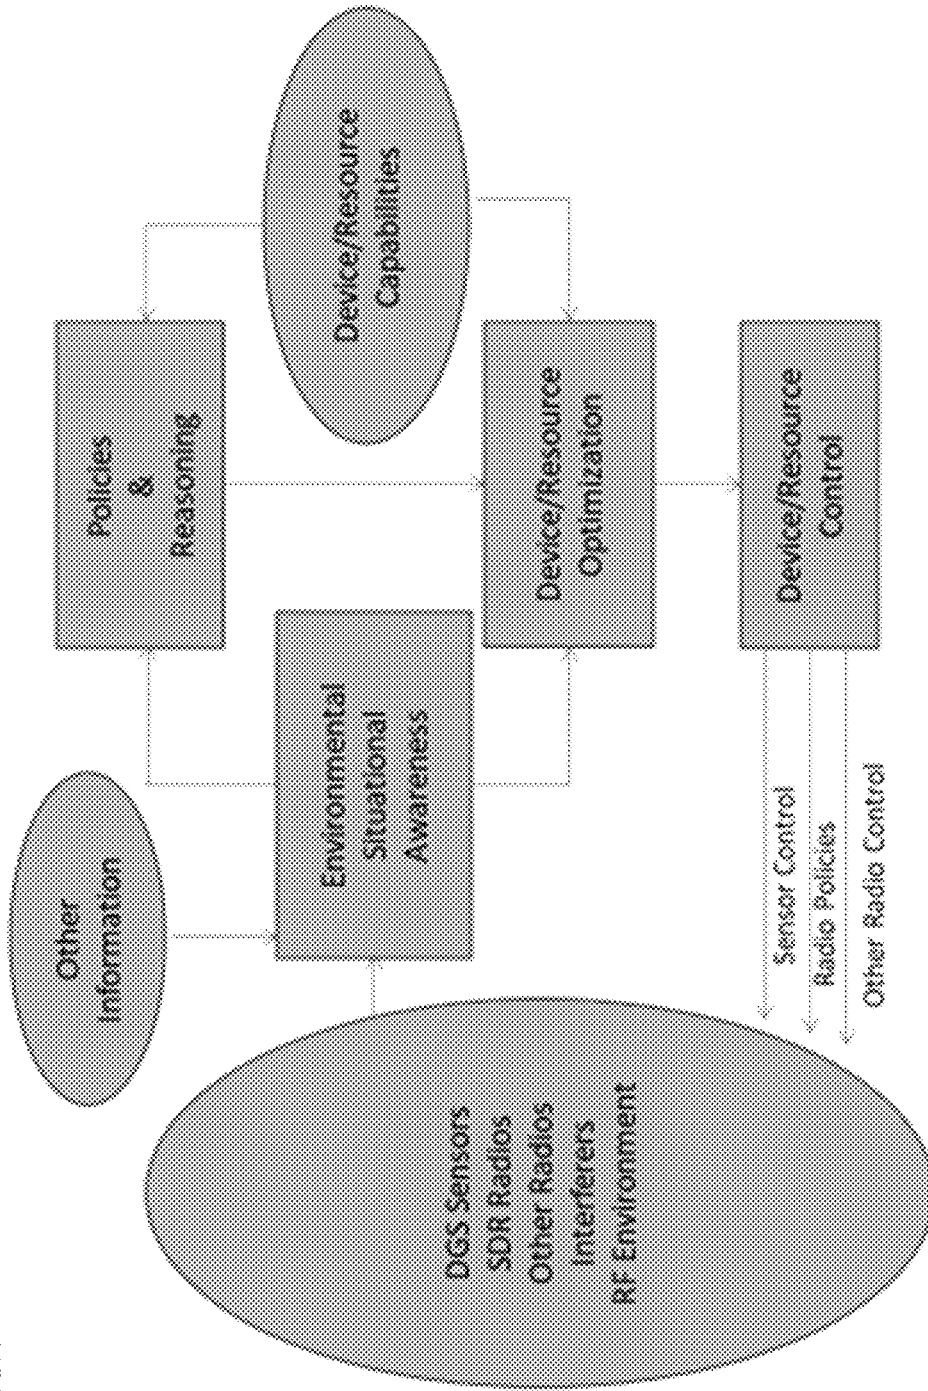 Other
Information
Policies
&
Reasoning
Device/Resource
Capabilities
Environmental
Situational
Awareness
Device/Resource
Optimization
Device/Resource
Control
DGS Sensors
SDR Radios
Other Radios
Interferers
RF Environment
Sensor Control
Radio Policies
Other Radio Control